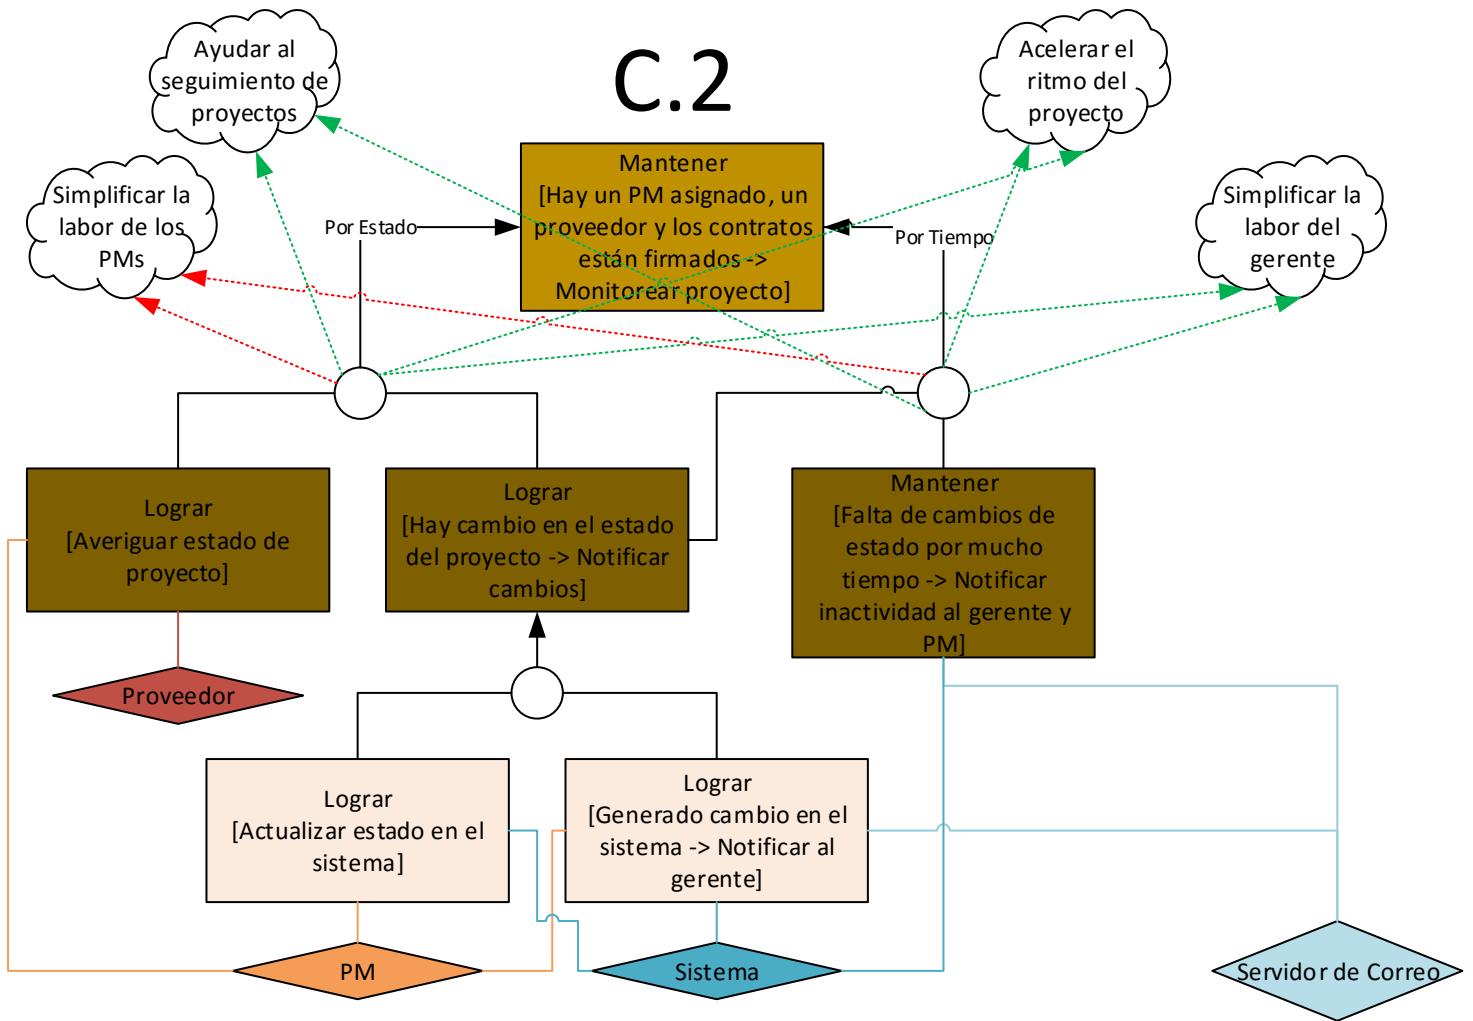 Ayudar al
seguimiento de
proyectos
C.2
Acelerar el
ritmo del
proyecto
Simplificar la
labor de los
PMs
Mantener
[Hay un PM asignado, un
proveedor y los contratos
están firmados ->
Monitorear proyecto]
Simplificar la
labor del
gerente
Por Estado
Por Tiempo
Lograr
[Averiguar estado de
proyecto]
Lograr
[Hay cambio en el estado
del proyecto -> Notificar
cambios]
Mantener
[Falta de cambios de
estado por mucho
tiempo -> Notificar
inactividad al gerente y
PM]
Proveedor
Lograr
[Actualizar estado en el
sistema]
Lograr
[Generado cambio en el
sistema -> Notificar al
gerente]
PM
Sistema
Servidor de Correo